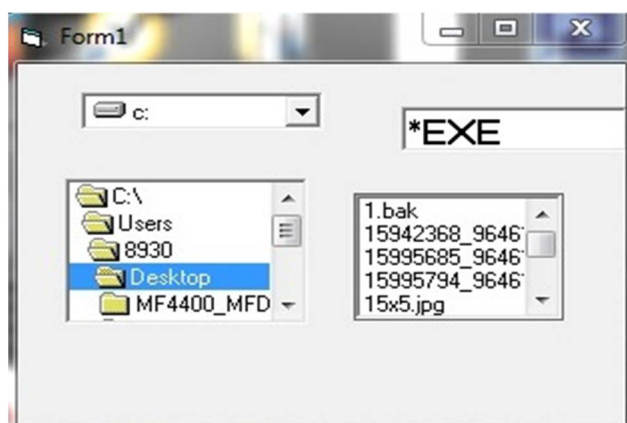 Form1
c:
*EXE
C:\
Users
8930
Desktop
MF4400_MFD
1.bak
15942368_9646
15995685_9646
15995794_9646
15x5.jpg